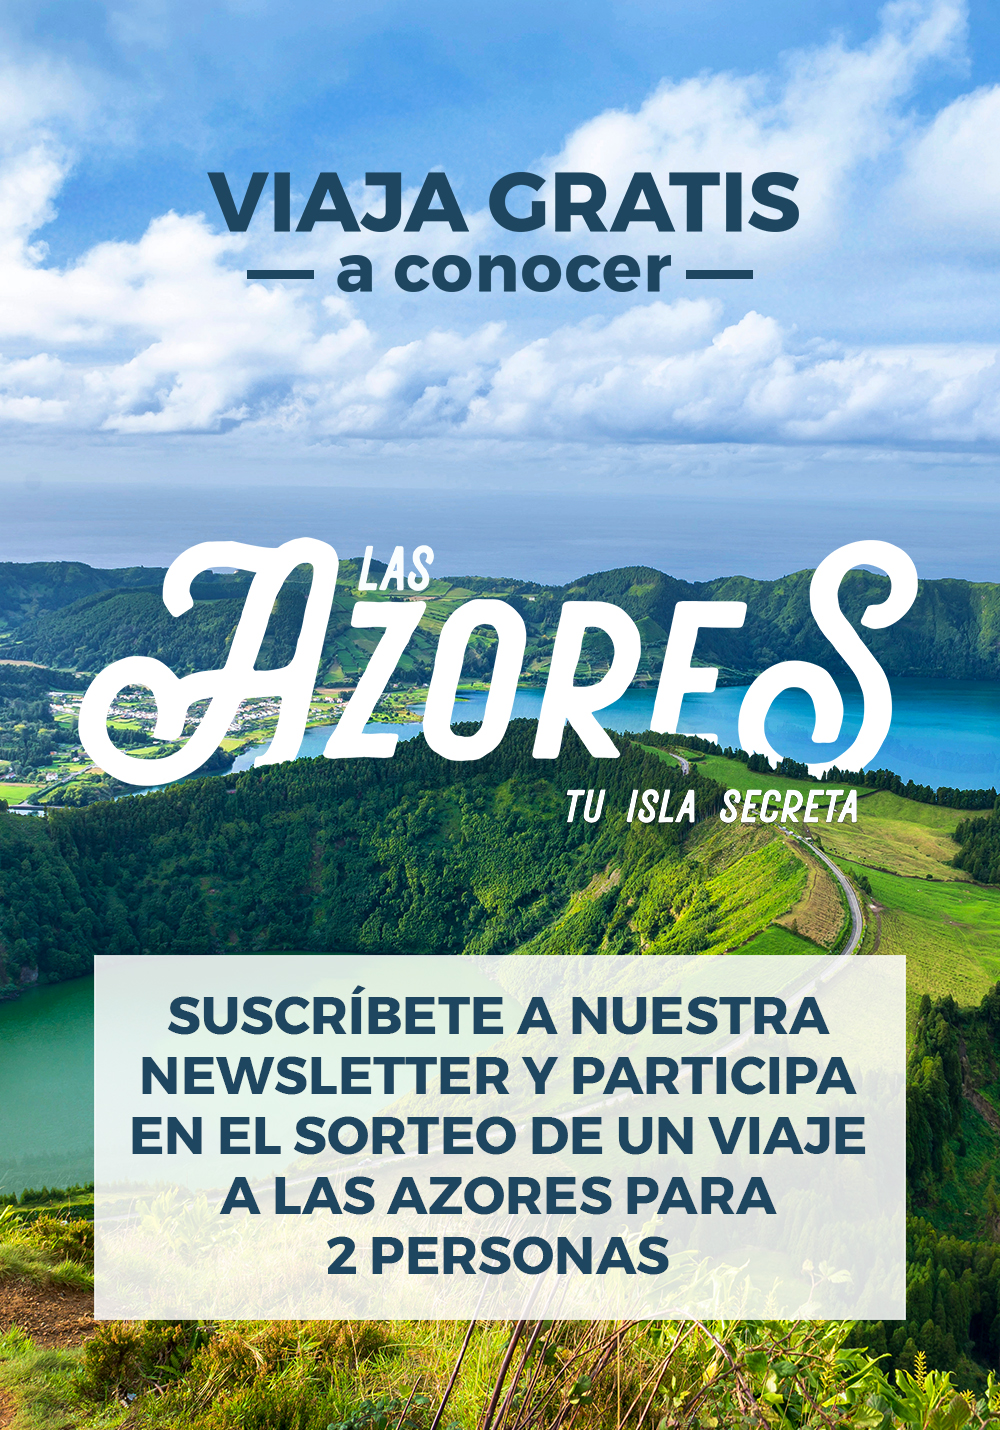 VIAJA GRATIS
— a conocer —
LAS
AZORES
TU ISLA SECRETA
SUSCRÍBETE A NUESTRA
NEWSLETTER Y PARTICIPA
EN EL SORTEO DE UN VIAJE
A LAS AZORES PARA
2 PERSONAS